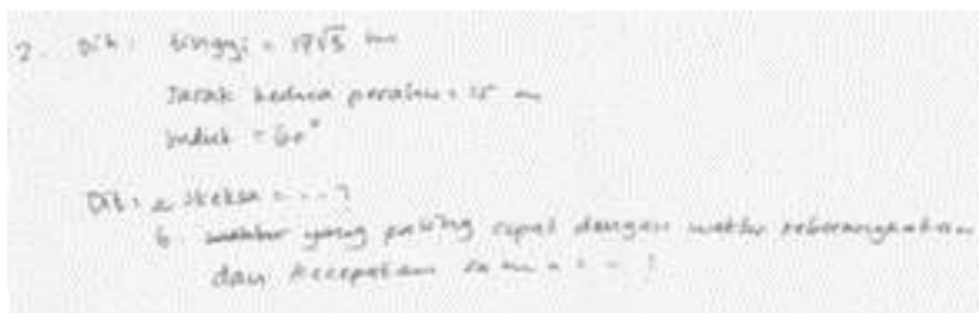 2. Dik : tinggi = 17√3 m
Jarak kedua perahu = 15 m
Sudut = 60°
Dit : a. sketsa = ... ?
b. waktu yang paling cepat dengan waktu keberangkatan
dan kecepatan sama = ... ?